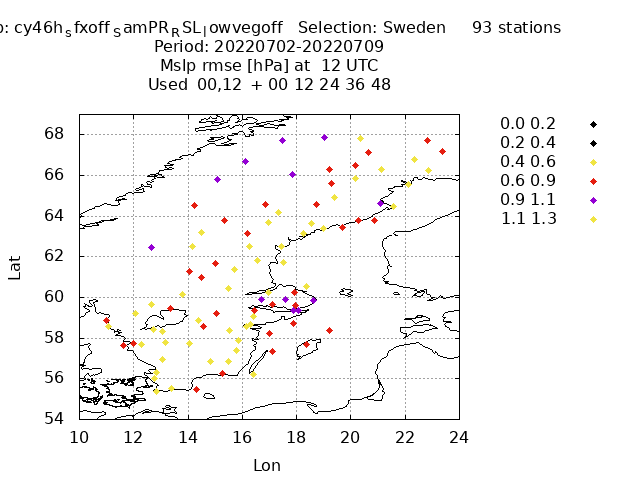 o: cy46h_sfxoff_samPR_RSL_lowvegoff Selection: Sweden 93 stations
Period: 20220702-20220709
Mslp rmse [hPa] at 12 UTC
Used 00,12 + 00 12 24 36 48
0.0 0.2
0.2 0.4
0.4 0.6
0.6 0.9
0.9 1.1
1.1 1.3
68
66
64
62
60
58
56
54
Lat
10 12 14 16 18 20 22 24
Lon